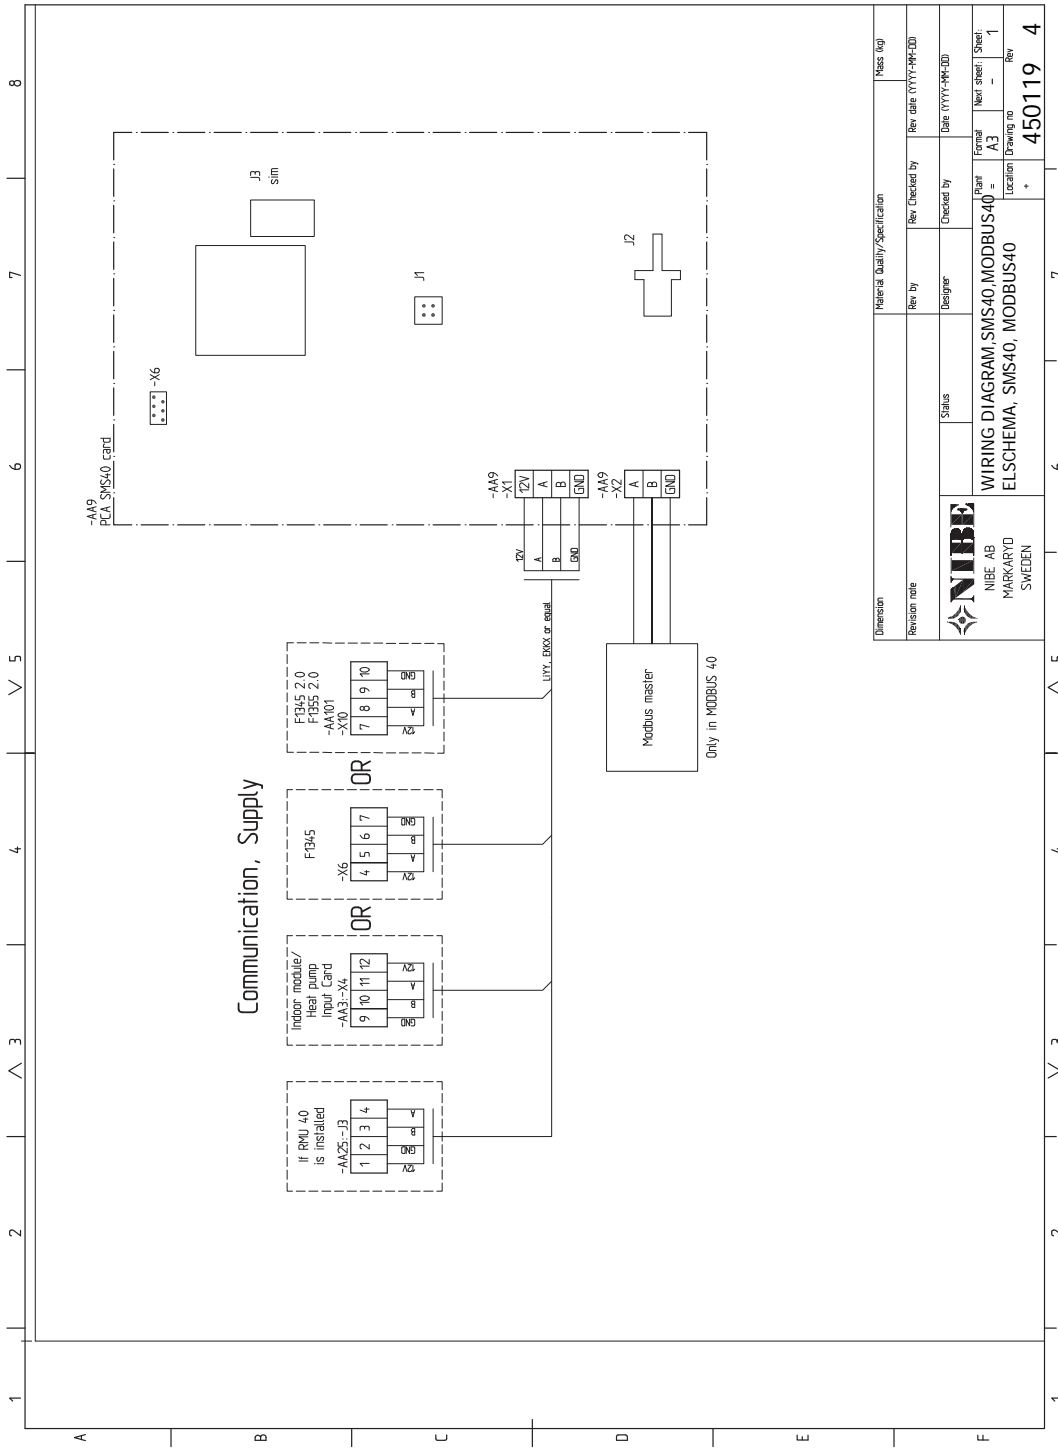 1
2
3
4
5
6
7
8
A
B
C
D
E
F
Communication, Supply
If RMU 40
is installed
-AA25:-J3
1 2 3 4
12V GND B A
Indoor module/
Heat pump
Input Card
-AA3:-X4
9 10 11 12
GND B A 12V
OR
F1345
-X6
4 5 6 7
12V A B GND
OR
F1345 2.0
F1355 2.0
-AA101
-X10
7 8 9 10
12V A B GND
LiYY, EKKX or equal
-AA9
PCA SMS40 card
-X6
J3
sim
J1
J2
12V
A
B
GND
-AA9
-X1
12V
A
B
GND
-AA9
-X2
A
B
GND
Modbus master
Only in MODBUS 40
Dimension
Material Quality/Specification
Mass (kg)
Revision note
Rev by
Rev Checked by
Rev date (YYYY-MM-DD)
Status
Designer
Checked by
Date (YYYY-MM-DD)
NIBE
NIBE AB
MARKARYD
SWEDEN
WIRING DIAGRAM,SMS40,MODBUS40
ELSCHEMA, SMS40, MODBUS40
Plant
=
Format
A3
Next sheet:
-
Sheet:
1
Location
+
Drawing no
450119
Rev
4
1
2
3
4
5
6
7